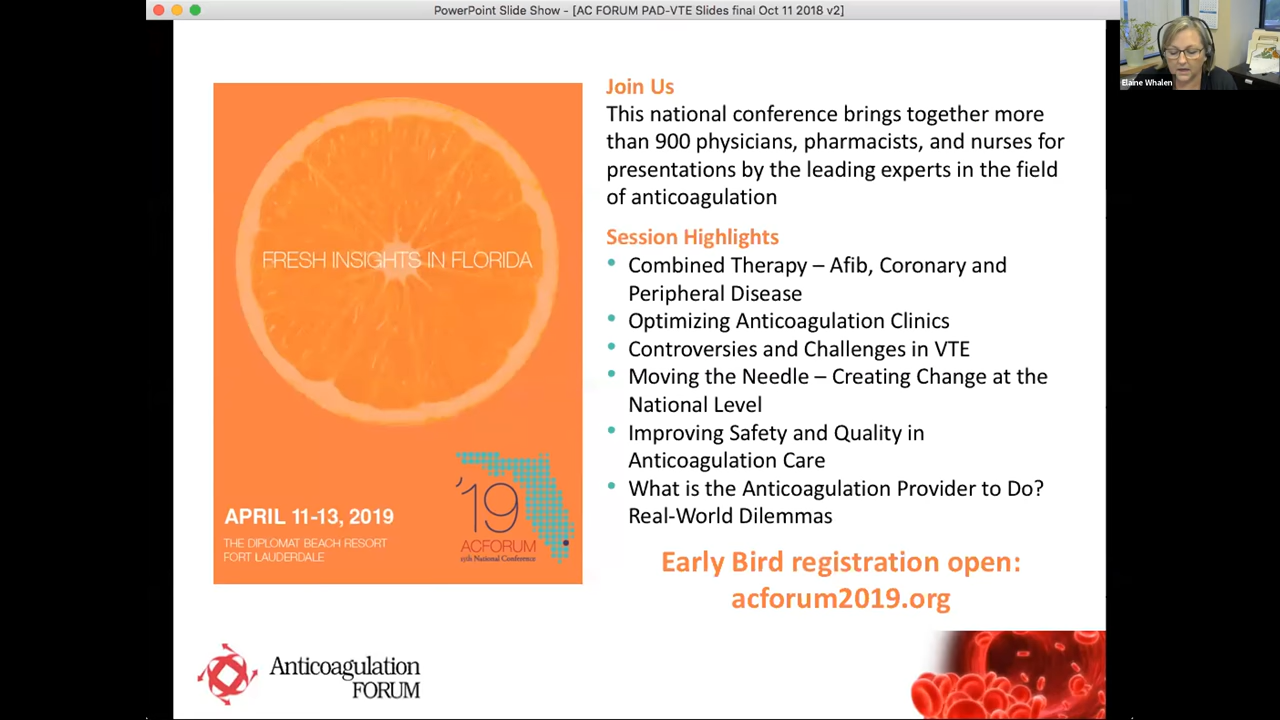 PowerPoint Slide Show - [AC FORUM PAD-VTE Slides final Oct 11 2018 v2]
Elaine Whalen
FRESH INSIGHTS IN FLORIDA
'19
ACFORUM
15th National Conference
APRIL 11-13, 2019
THE DIPLOMAT BEACH RESORT
FORT LAUDERDALE
Join Us
This national conference brings together more
than 900 physicians, pharmacists, and nurses for
presentations by the leading experts in the field
of anticoagulation
Session Highlights
• Combined Therapy – Afib, Coronary and
Peripheral Disease
• Optimizing Anticoagulation Clinics
• Controversies and Challenges in VTE
• Moving the Needle – Creating Change at the
National Level
• Improving Safety and Quality in
Anticoagulation Care
• What is the Anticoagulation Provider to Do?
Real-World Dilemmas
Early Bird registration open:
acforum2019.org
Anticoagulation
FORUM